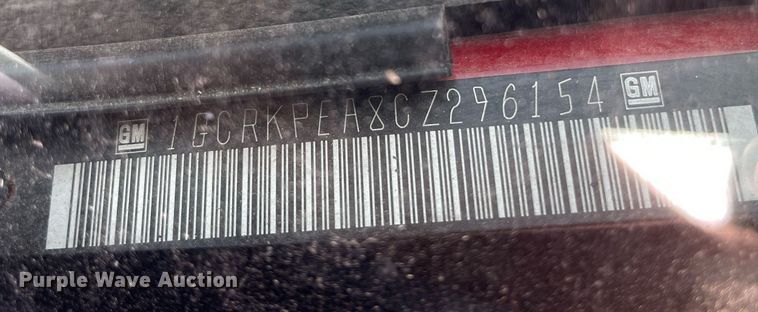 GM 1GCRKPEA8CZ296154 GM
Purple Wave Auction